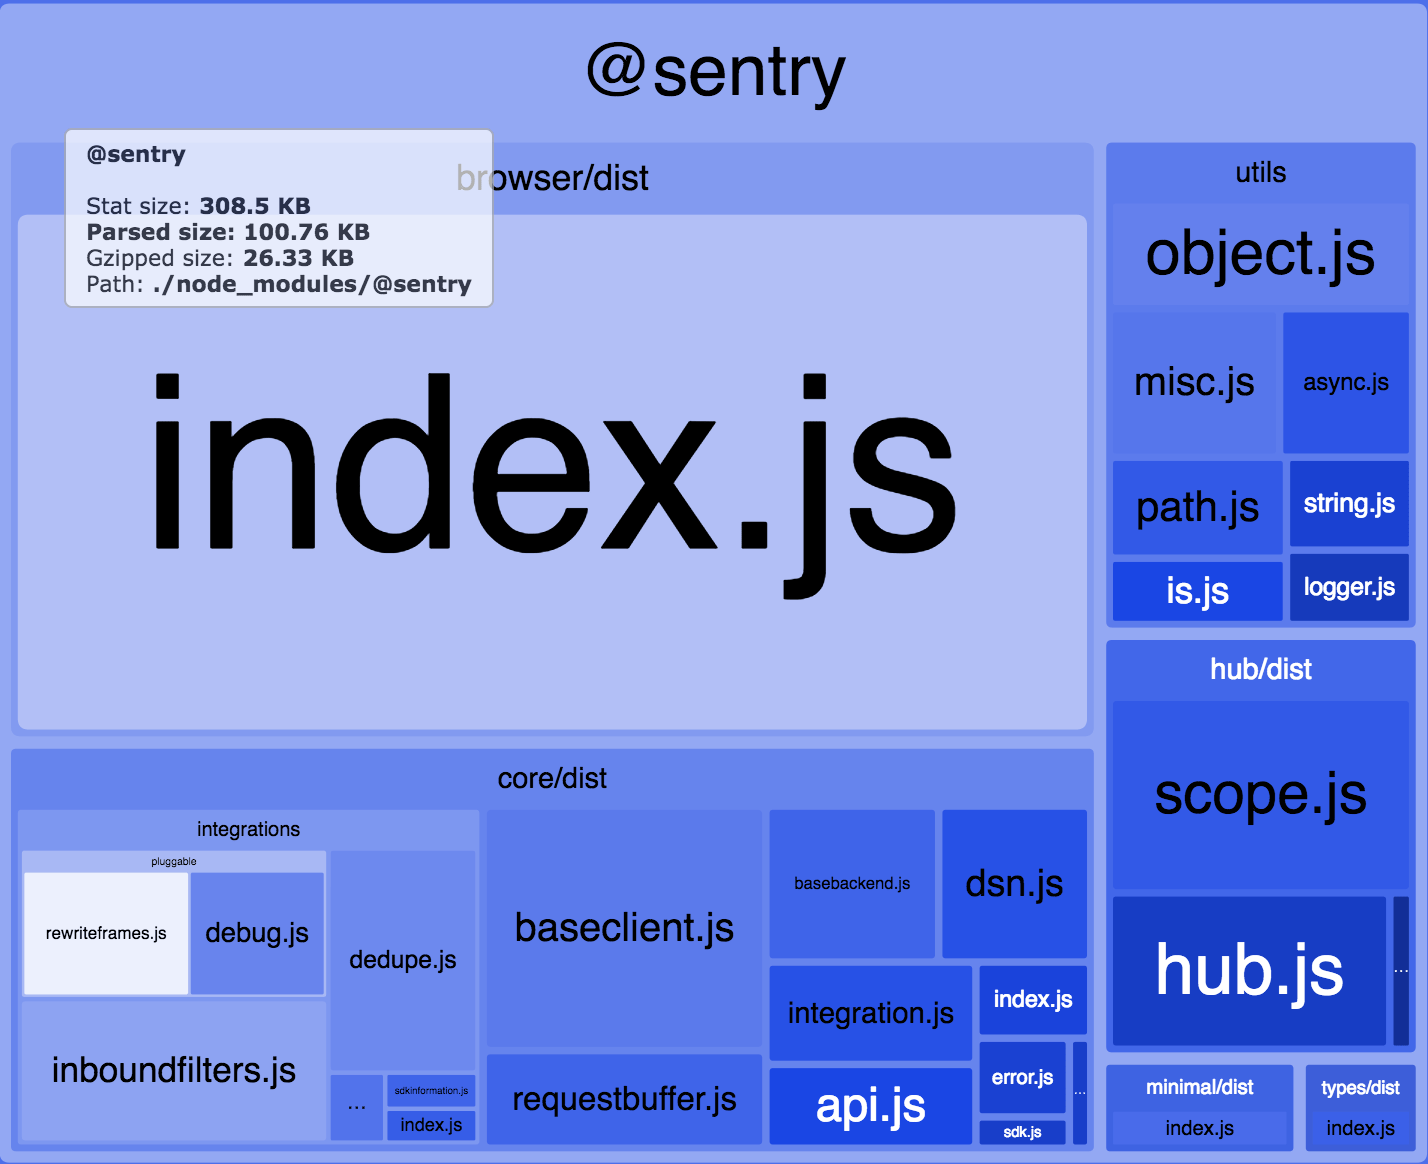 @sentry
browser/dist
@sentry
Stat size: 308.5 KB
Parsed size: 100.76 KB
Gzipped size: 26.33 KB
Path: ./node_modules/@sentry
index.js
utils
object.js
misc.js
async.js
path.js
string.js
is.js
logger.js
hub/dist
scope.js
hub.js
...
core/dist
integrations
pluggable
rewriteframes.js
debug.js
dedupe.js
inboundfilters.js
...
sdkinformation.js
index.js
baseclient.js
requestbuffer.js
basebackend.js
dsn.js
integration.js
index.js
api.js
error.js
...
sdk.js
minimal/dist
index.js
types/dist
index.js